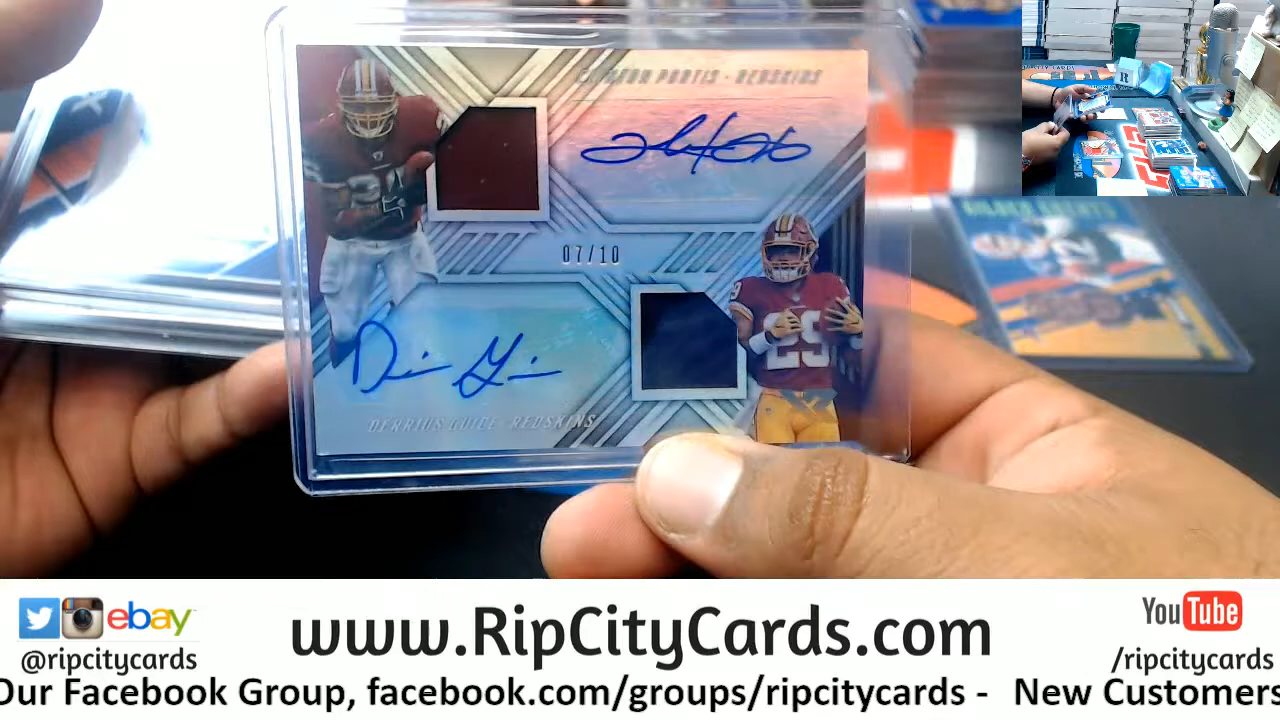 CLINTON PORTIS • REDSKINS
07/10
29
DERRIUS GUICE • REDSKINS
ebay
@ripcitycards
www.RipCityCards.com
YouTube
/ripcitycards
Our Facebook Group, facebook.com/groups/ripcitycards - New Customers